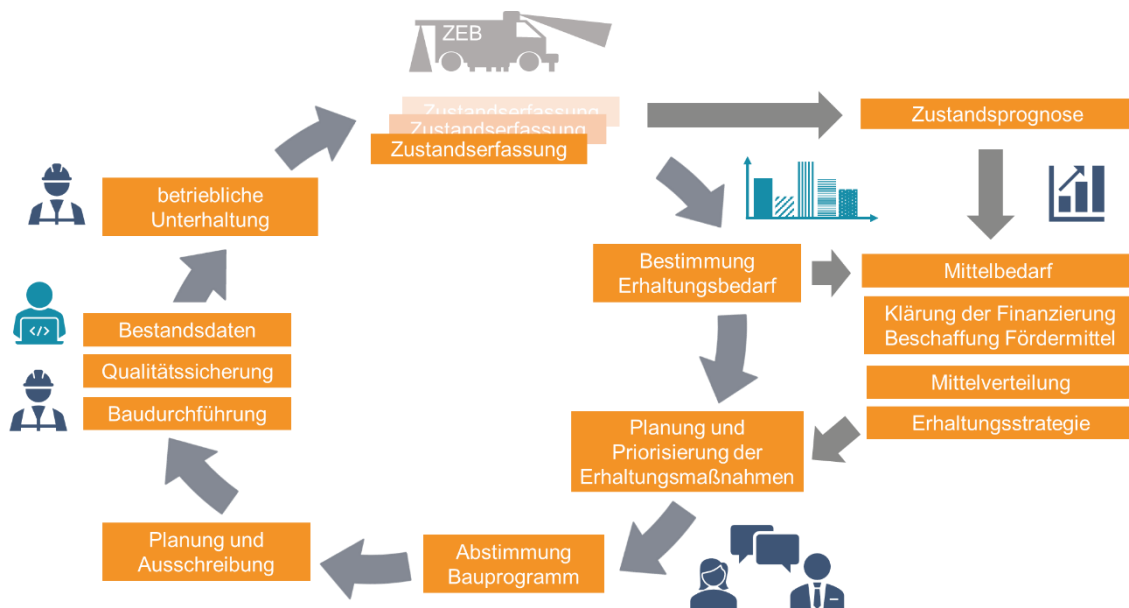 ZEB
Zustandserfassung
Zustandserfassung
Zustandserfassung
Zustandsprognose
betriebliche
Unterhaltung
Bestimmung
Erhaltungsbedarf
Mittelbedarf
Klärung der Finanzierung
Beschaffung Fördermittel
Mittelverteilung
Erhaltungsstrategie
Bestandsdaten
Qualitätssicherung
Baudurchführung
Planung und
Priorisierung der
Erhaltungsmaßnahmen
Planung und
Ausschreibung
Abstimmung
Bauprogramm